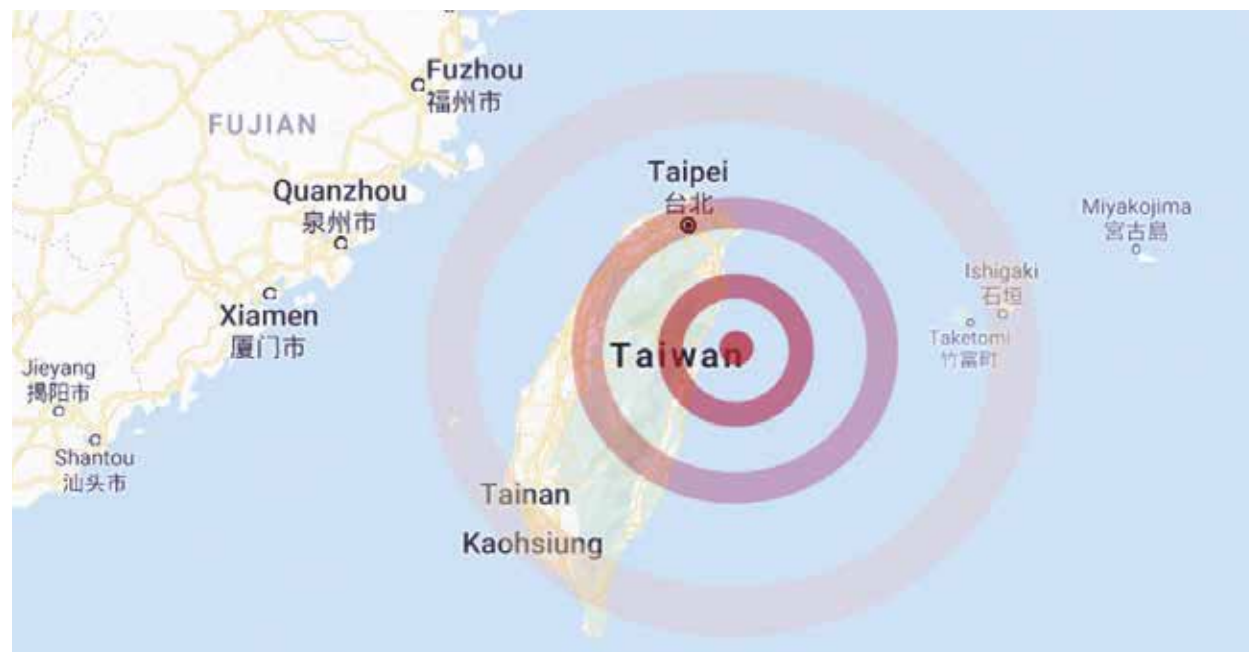 Fuzhou
福州市
FUJIAN
Taipei
台北
Quanzhou
泉州市
Miyakojima
宮古島
Ishigaki
石垣
Xiamen
厦门市
Taiwan
Taketomi
竹富町
Jieyang
揭阳市
Shantou
汕头市
Tainan
Kaohsiung